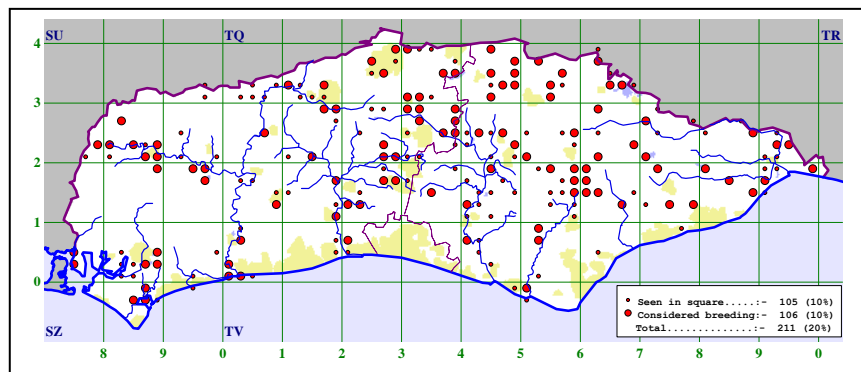 4 SU TQ TR
3
2
1
0
• Seen in square.....:- 105 (10%)
● Considered breeding:- 106 (10%)
Total..............:- 211 (20%)
SZ TV
8 9 0 1 2 3 4 5 6 7 8 9 0